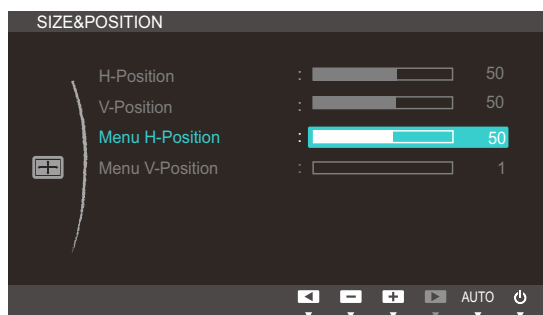 SIZE&POSITION
H-Position : 50
V-Position : 50
Menu H-Position : 50
Menu V-Position : 1
AUTO